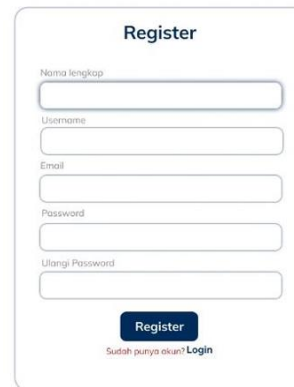 Register
Nama lengkap
Username
Email
Password
Ulangi Password
Register
Sudah punya akun? Login